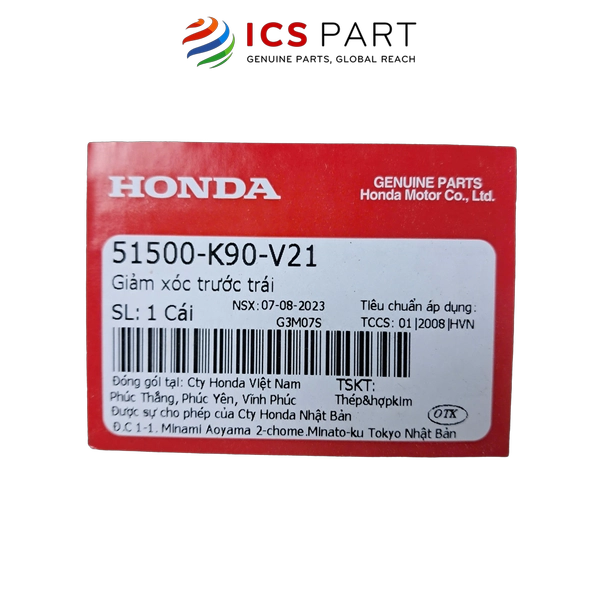 ICS PART
GENUINE PARTS, GLOBAL REACH
HONDA
GENUINE PARTS
Honda Motor Co., Ltd.
51500-K90-V21
Giảm xóc trước trái
SL: 1 Cái
NSX: 07-08-2023
G3M07S
Tiêu chuẩn áp dụng:
TCCS: 01|2008|HVN
Đóng gói tại: Cty Honda Việt Nam
Phúc Thắng, Phúc Yên, Vĩnh Phúc
TSKT:
Thép&hợpkim
Được sự cho phép của Cty Honda Nhật Bản
OTK
Đ.C 1-1. Minami Aoyama 2-chome.Minato-ku Tokyo Nhật Bản